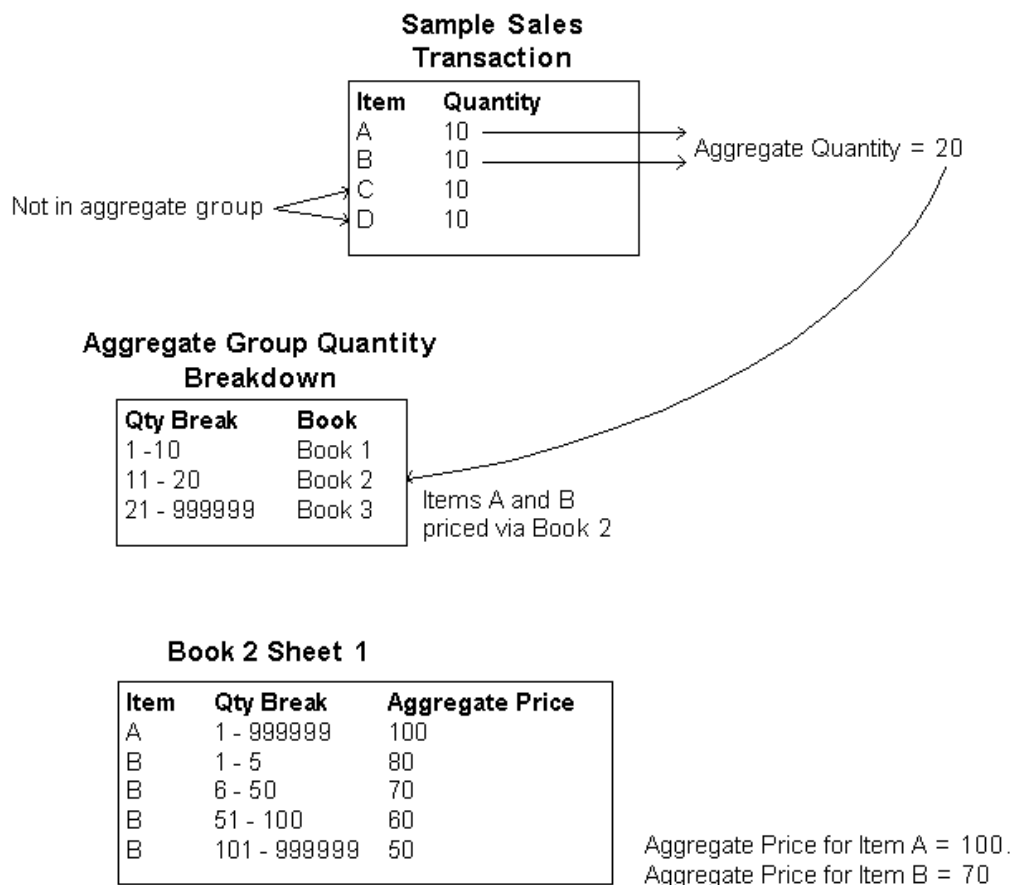 Sample Sales
Transaction
Item Quantity
A 10
B 10
C 10
D 10
Aggregate Quantity = 20
Not in aggregate group
Aggregate Group Quantity
Breakdown
Qty Break Book
1 -10 Book 1
11 - 20 Book 2
21 - 999999 Book 3
Items A and B
priced via Book 2
Book 2 Sheet 1
Item Qty Break Aggregate Price
A 1 - 999999 100
B 1 - 5 80
B 6 - 50 70
B 51 - 100 60
B 101 - 999999 50
Aggregate Price for Item A = 100.
Aggregate Price for Item B = 70